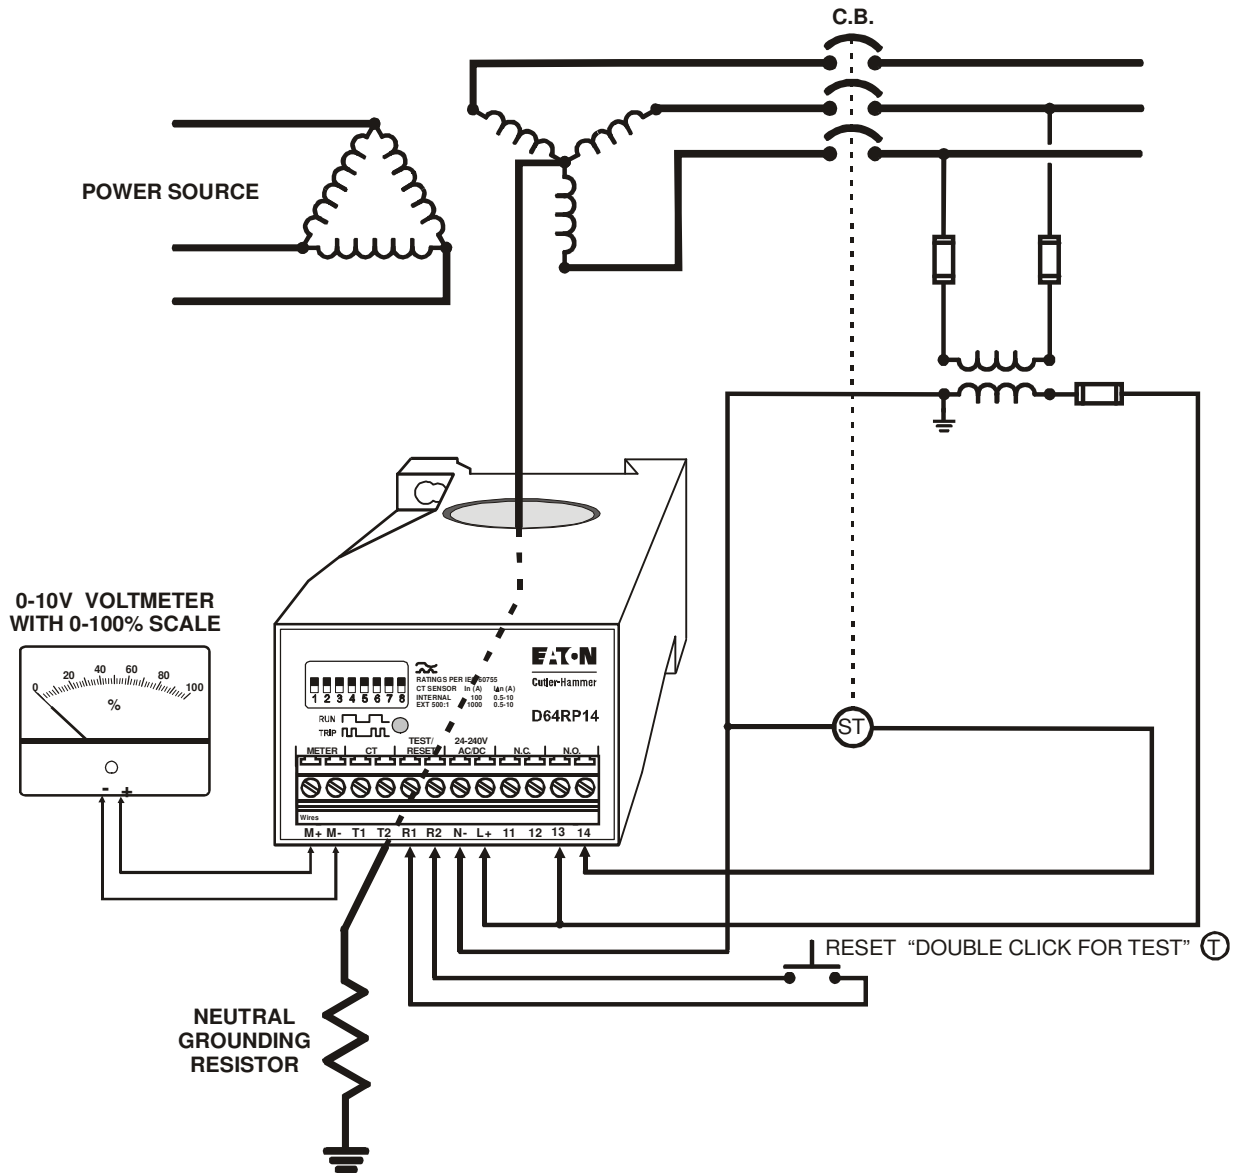 C.B.
POWER SOURCE
0-10V VOLTMETER
WITH 0-100% SCALE
0 20 40 60 80 100
%
- +
EATON
Cutler-Hammer
D64RP14
RATINGS PER IEC 60755
CT SENSOR In (A) I▲n (A)
INTERNAL 100 0.5-10
EXT 500:1 1000 0.5-10
1 2 3 4 5 6 7 8
RUN
TRIP
METER CT TEST/ RESET 24-240V AC/DC N.C. N.O.
Wires
M+ M- T1 T2 R1 R2 N- L+ 11 12 13 14
ST
RESET “DOUBLE CLICK FOR TEST” T
NEUTRAL
GROUNDING
RESISTOR